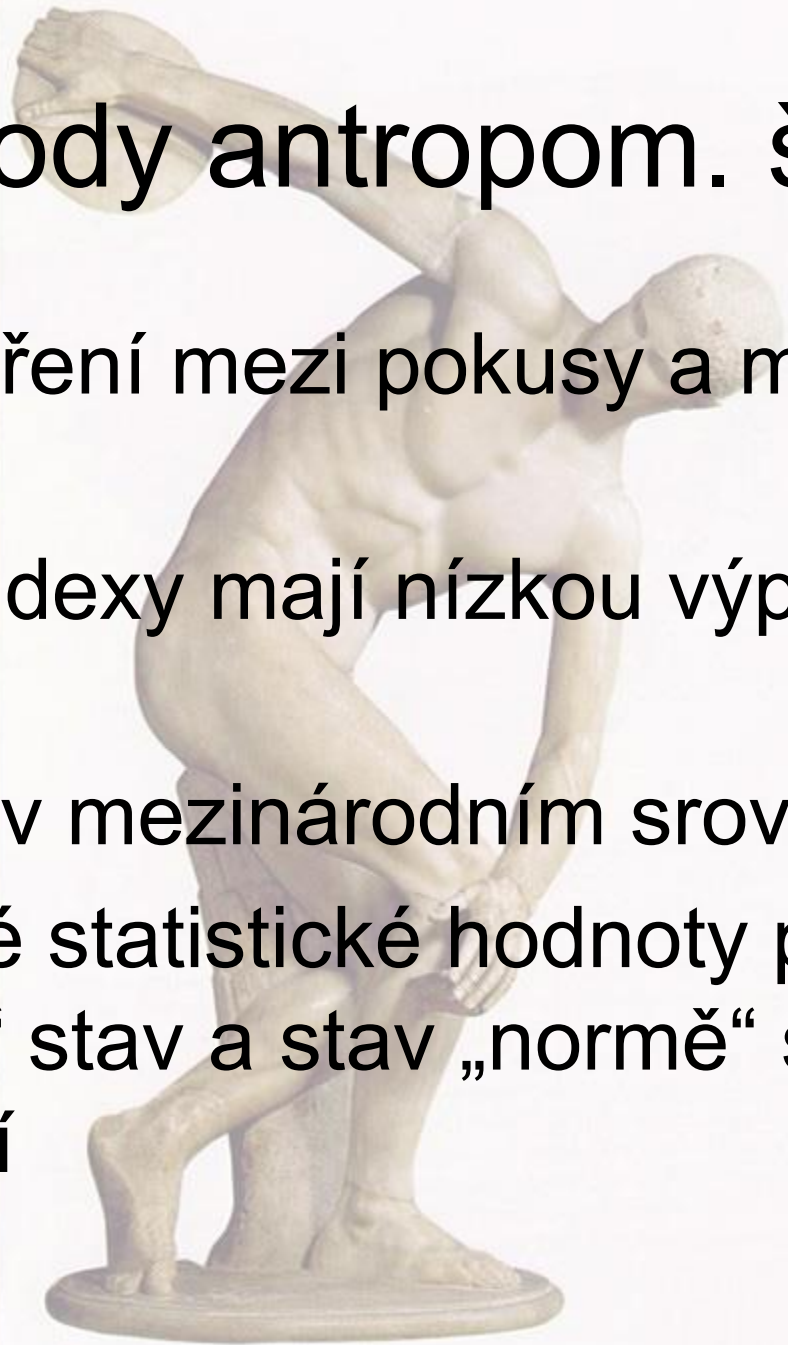 ody antropom. š
ření mezi pokusy a m
dexy mají nízkou výp
v mezinárodním srov
é statistické hodnoty p
“ stav a stav „normě“ s
í